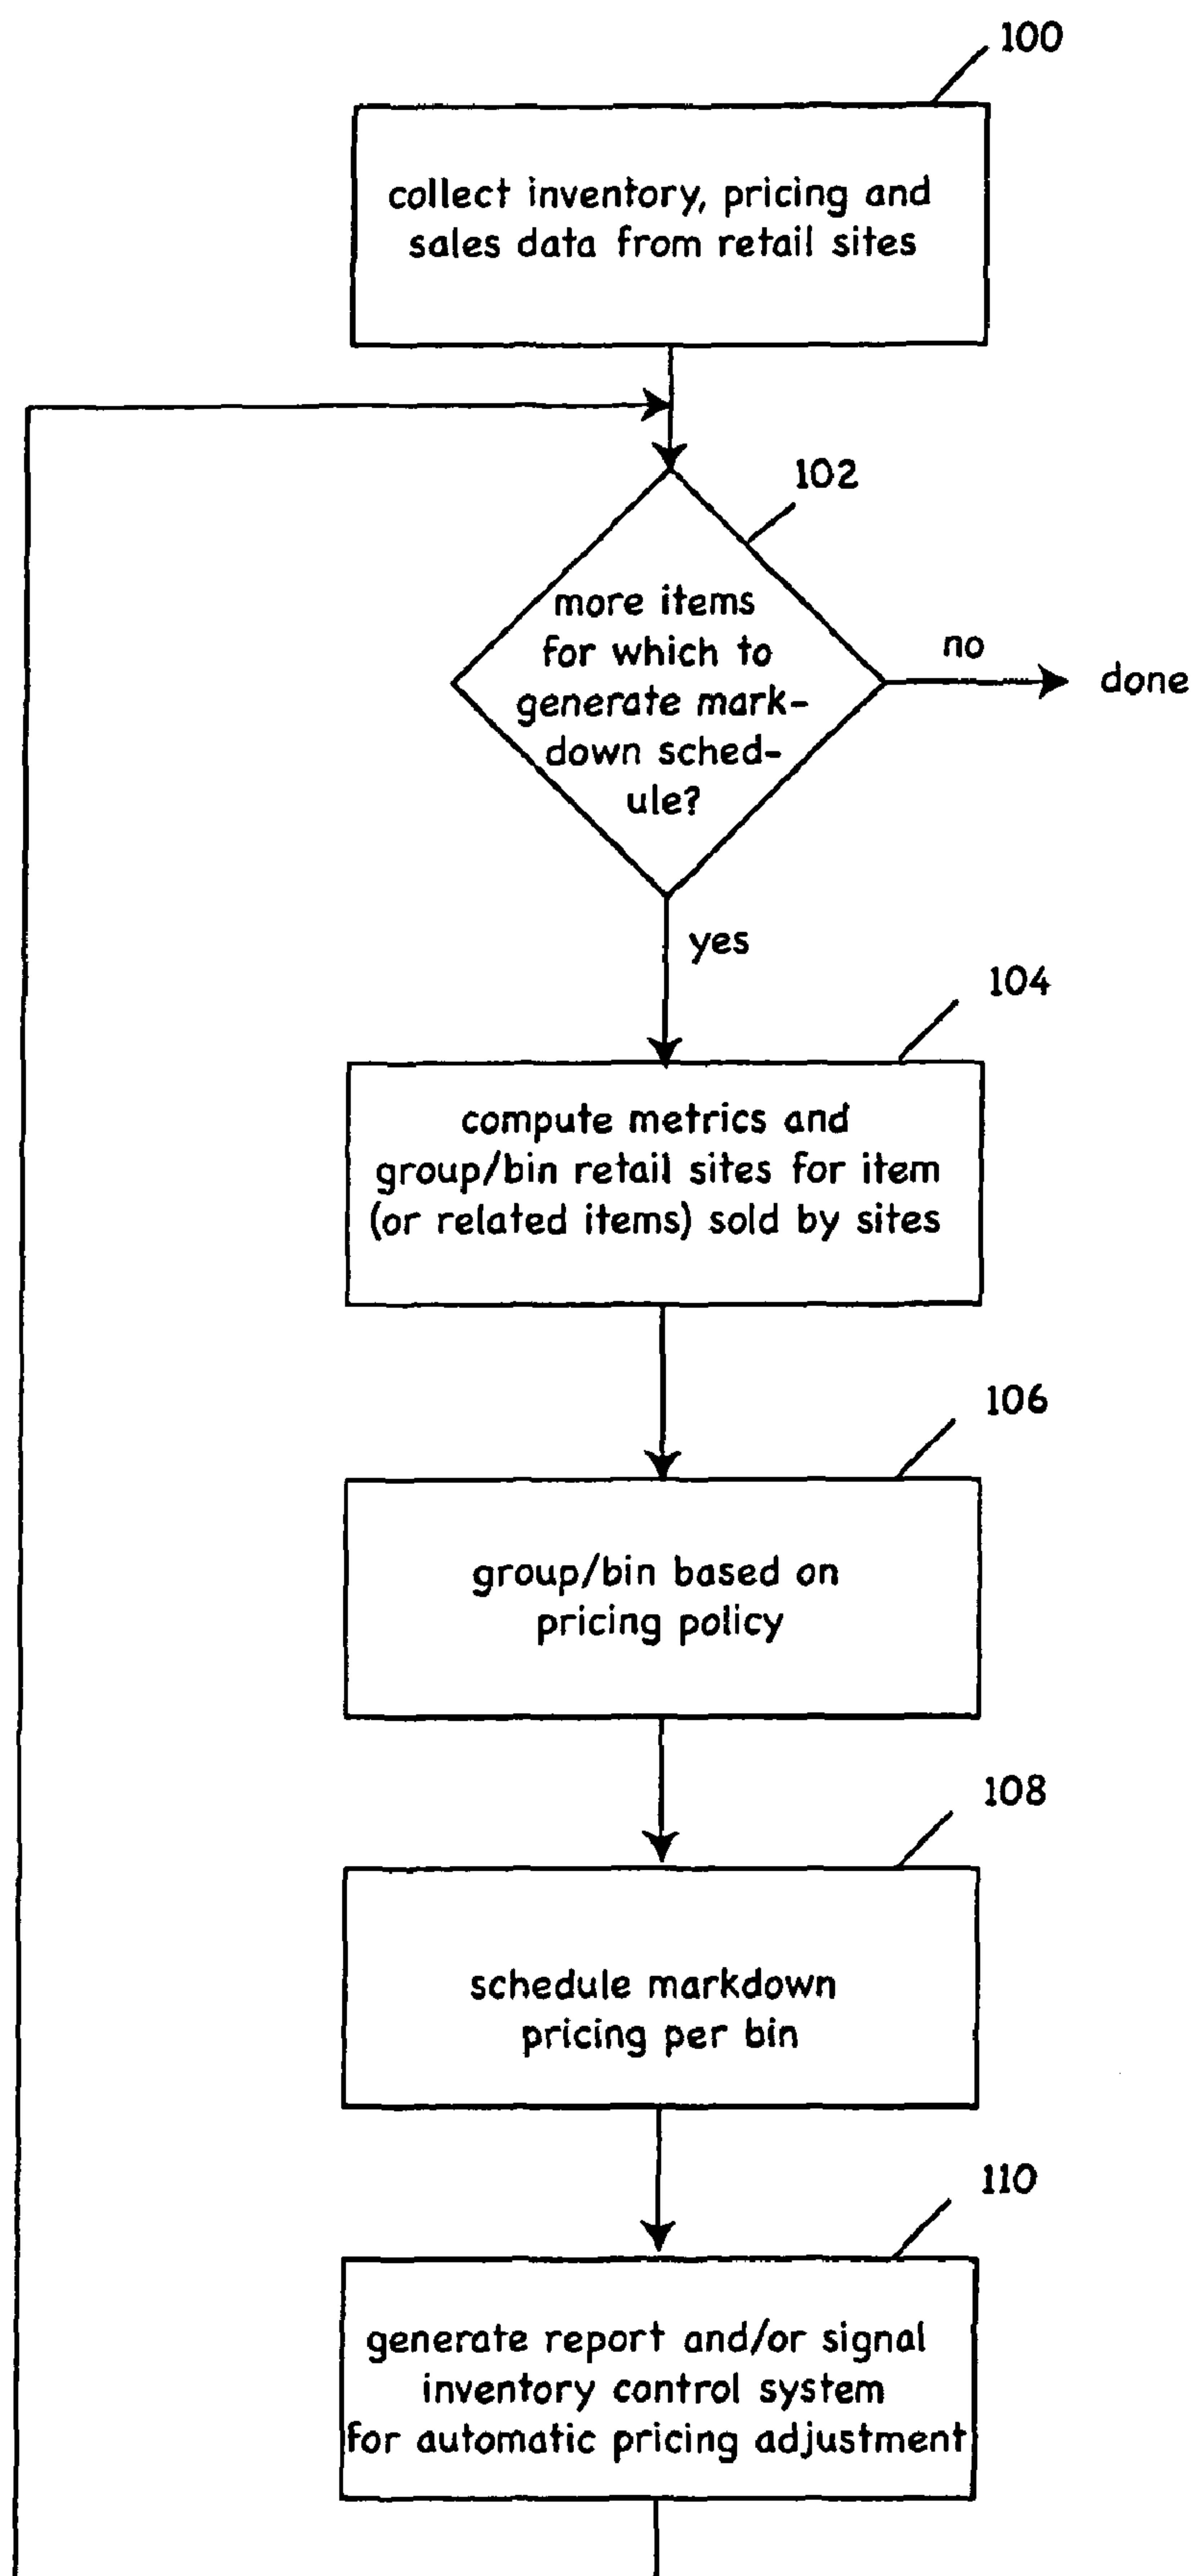 100
collect inventory, pricing and
sales data from retail sites
102
more items
for which to
generate mark-
down sched-
ule?
no
done
yes
104
compute metrics and
group/bin retail sites for item
(or related items) sold by sites
106
group/bin based on
pricing policy
108
schedule markdown
pricing per bin
110
generate report and/or signal
inventory control system
for automatic pricing adjustment